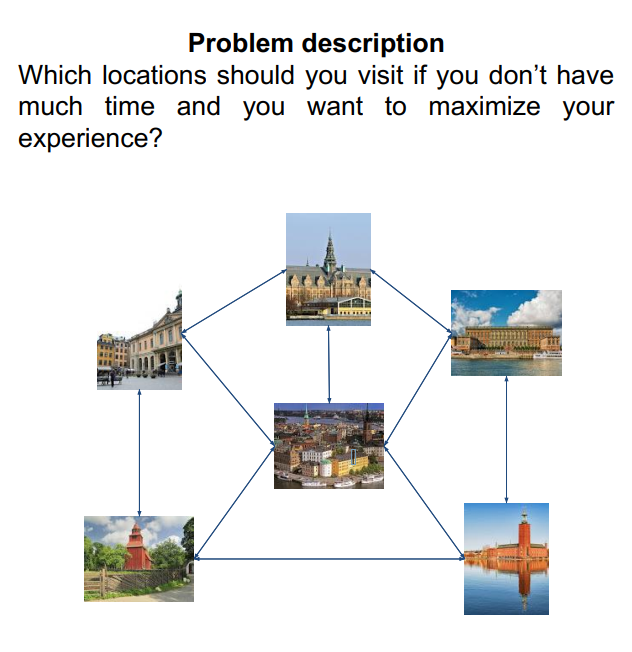 Problem description
Which locations should you visit if you don’t have
much time and you want to maximize your
experience?